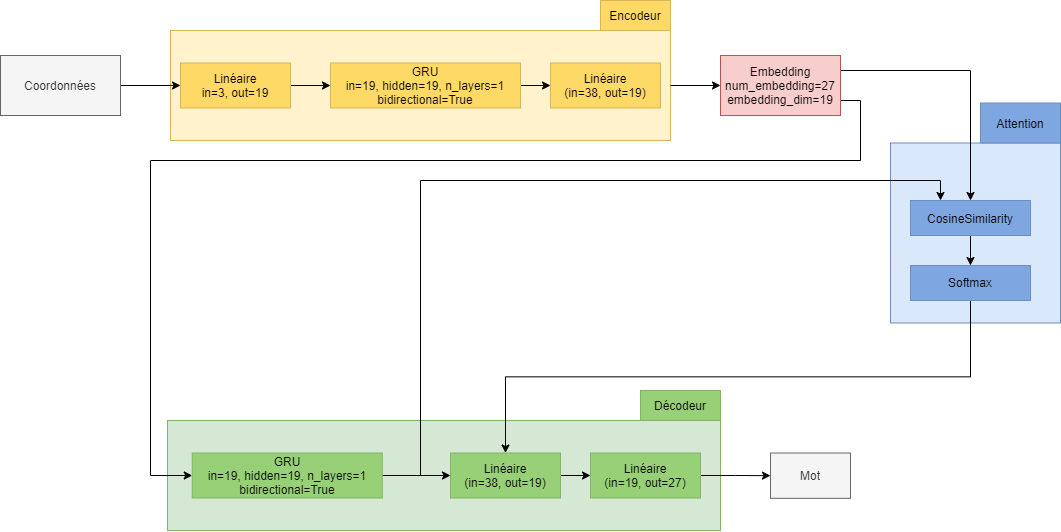 Encodeur
Coordonnées
Linéaire
in=3, out=19
GRU
in=19, hidden=19, n_layers=1
bidirectional=True
Linéaire
(in=38, out=19)
Embedding
num_embedding=27
embedding_dim=19
Attention
CosineSimilarity
Softmax
Décodeur
GRU
in=19, hidden=19, n_layers=1
bidirectional=True
Linéaire
(in=38, out=19)
Linéaire
(in=19, out=27)
Mot